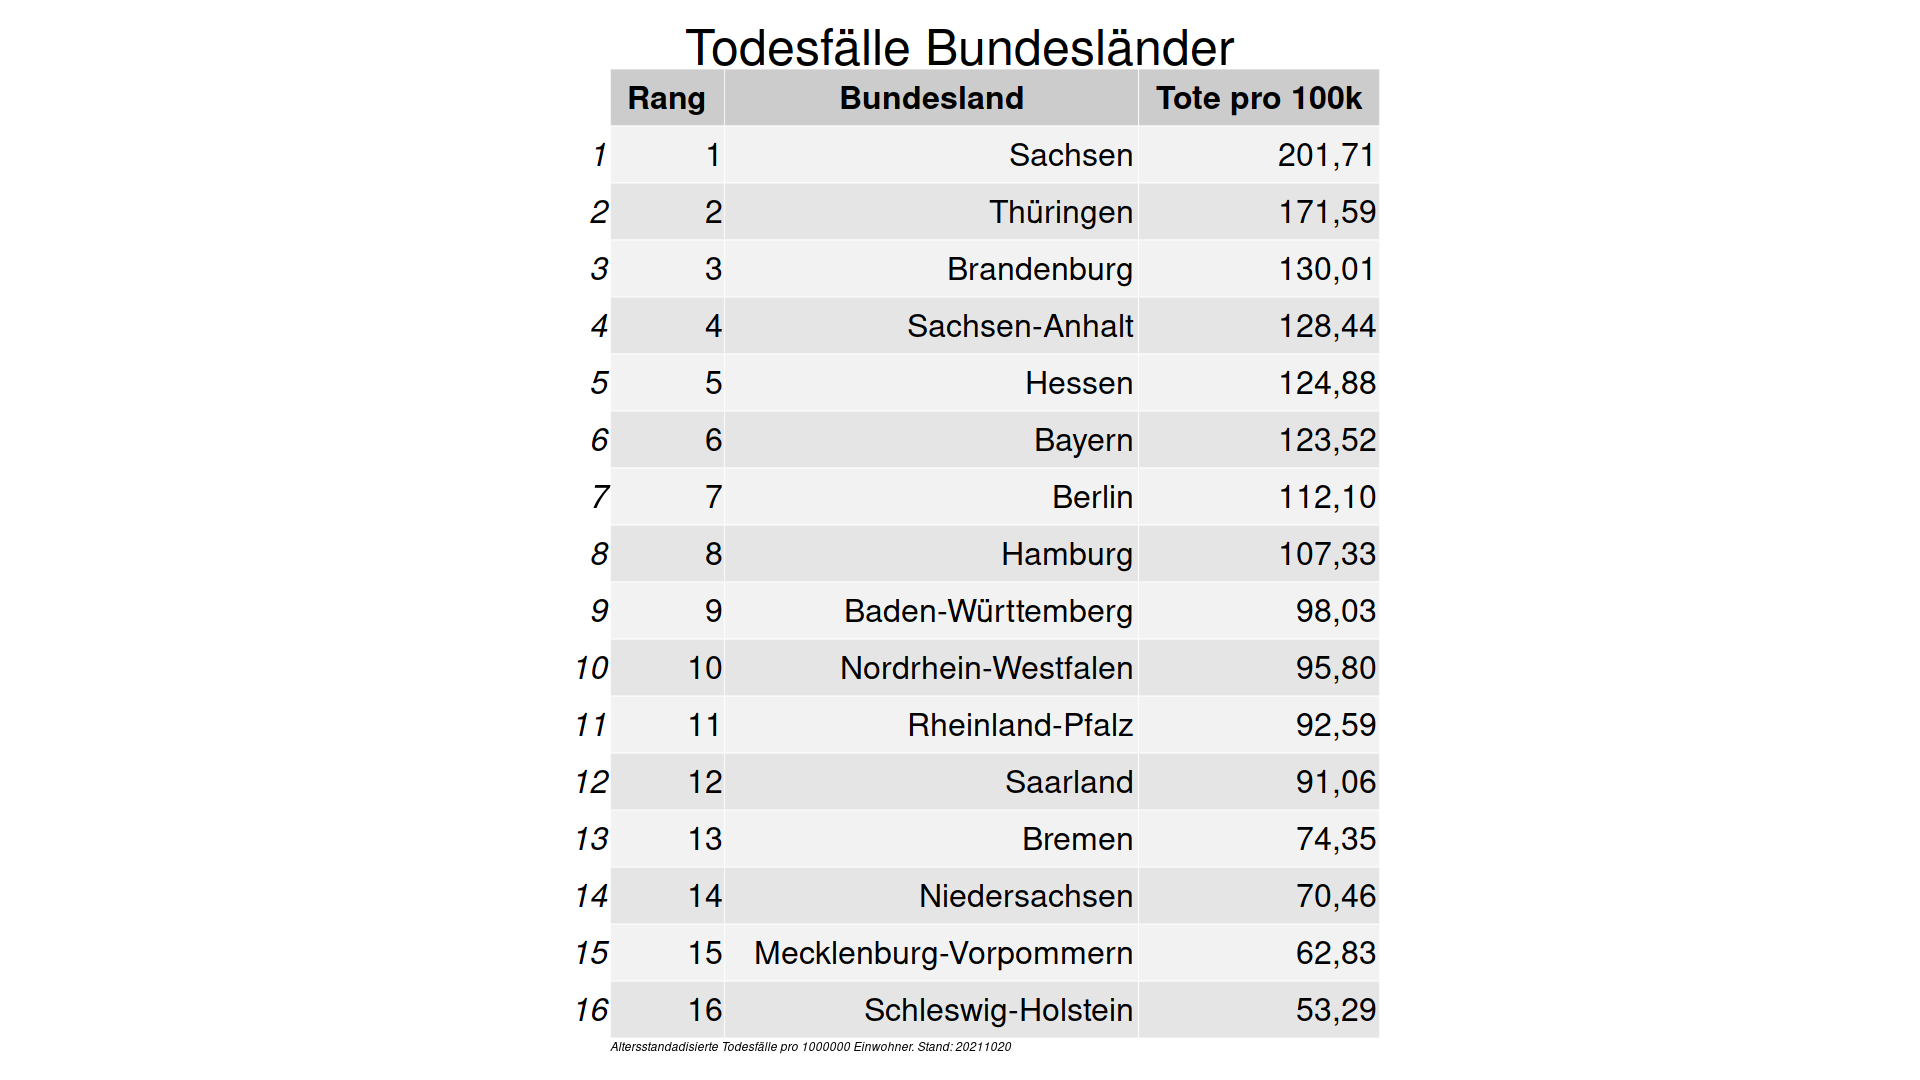 Todesfälle Bundesländer
Rang Bundesland Tote pro 100k
1 1 Sachsen 201,71
2 2 Thüringen 171,59
3 3 Brandenburg 130,01
4 4 Sachsen-Anhalt 128,44
5 5 Hessen 124,88
6 6 Bayern 123,52
7 7 Berlin 112,10
8 8 Hamburg 107,33
9 9 Baden-Württemberg 98,03
10 10 Nordrhein-Westfalen 95,80
11 11 Rheinland-Pfalz 92,59
12 12 Saarland 91,06
13 13 Bremen 74,35
14 14 Niedersachsen 70,46
15 15 Mecklenburg-Vorpommern 62,83
16 16 Schleswig-Holstein 53,29
Altersstandadisierte Todesfälle pro 1000000 Einwohner. Stand: 20211020